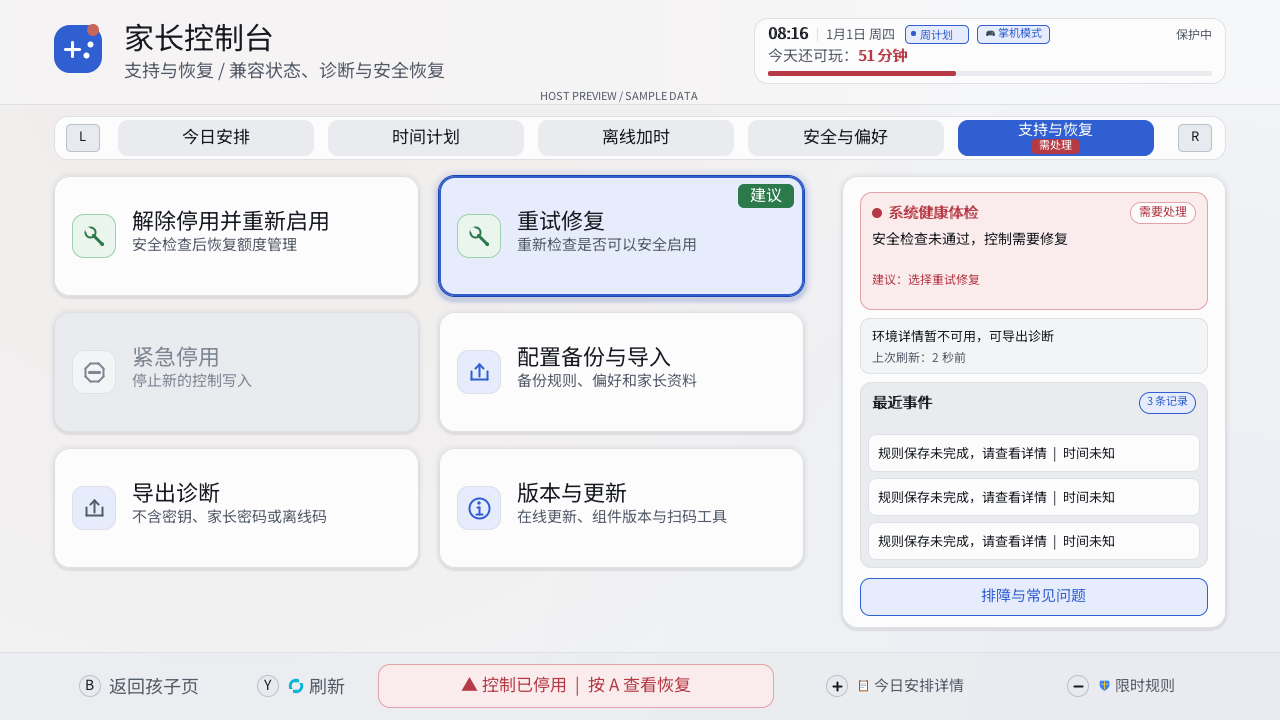 家长控制台
支持与恢复 / 兼容状态、诊断与安全恢复
08:16 1月1日 周四 周计划 掌机模式 保护中
今天还可玩：51 分钟
HOST PREVIEW / SAMPLE DATA
L 今日安排 时间计划 离线加时 安全与偏好 支持与恢复 R
需处理
解除停用并重新启用
安全检查后恢复额度管理
建议
重试修复
重新检查是否可以安全启用
紧急停用
停止新的控制写入
配置备份与导入
备份规则、偏好和家长资料
导出诊断
不含密钥、家长密码或离线码
版本与更新
在线更新、组件版本与扫码工具
系统健康体检 需要处理
安全检查未通过，控制需要修复
建议：选择重试修复
环境详情暂不可用，可导出诊断
上次刷新：2 秒前
最近事件 3 条记录
规则保存未完成，请查看详情 | 时间未知
规则保存未完成，请查看详情 | 时间未知
规则保存未完成，请查看详情 | 时间未知
排障与常见问题
B 返回孩子页 Y 刷新 控制已停用 | 按 A 查看恢复 + 今日安排详情 − 限时规则